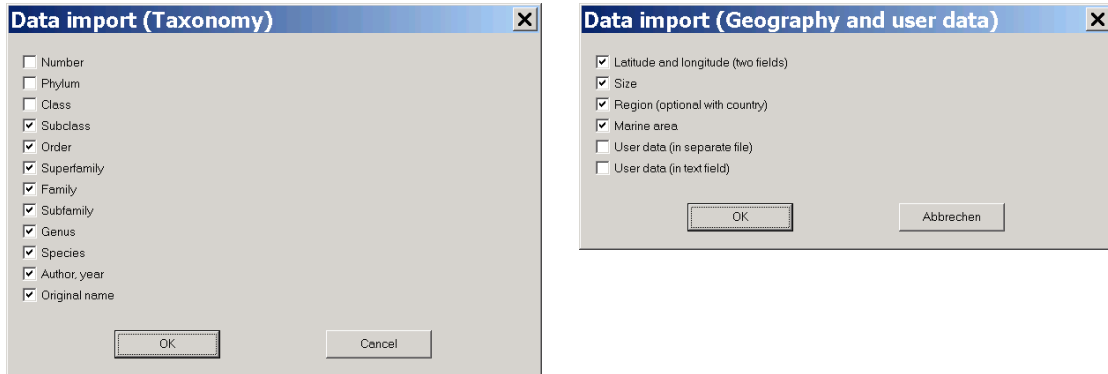 Data import (Taxonomy)
Number
Phylum
Class
Subclass
Order
Superfamily
Family
Subfamily
Genus
Species
Author, year
Original name
OK Cancel
Data import (Geography and user data)
Latitude and longitude (two fields)
Size
Region (optional with country)
Marine area
User data (in separate file)
User data (in text field)
OK Abbrechen